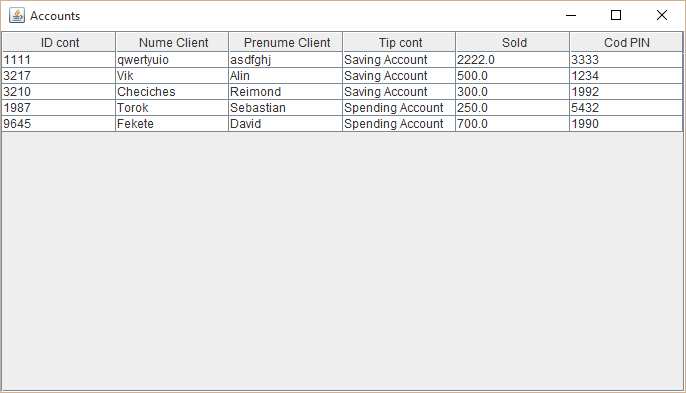 Accounts
ID cont Nume Client Prenume Client Tip cont Sold Cod PIN
1111 qwertyuio asdfghj Saving Account 2222.0 3333
3217 Vik Alin Saving Account 500.0 1234
3210 Checiches Reimond Saving Account 300.0 1992
1987 Torok Sebastian Spending Account 250.0 5432
9645 Fekete David Spending Account 700.0 1990